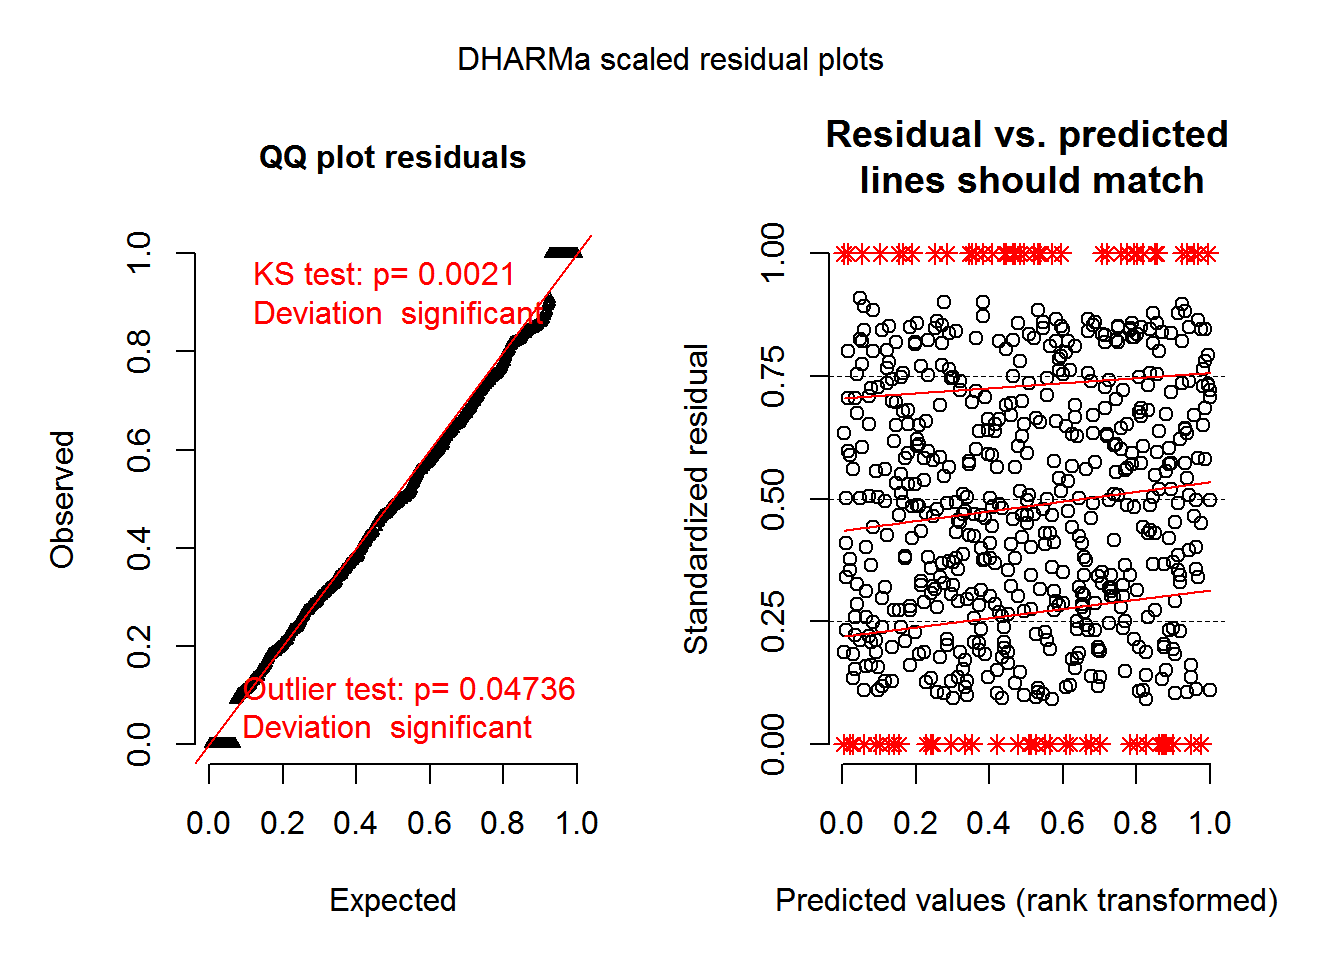 DHARMa scaled residual plots
QQ plot residuals
KS test: p= 0.0021
Deviation  significant
Outlier test: p= 0.04736
Deviation  significant
Observed
0.0 0.2 0.4 0.6 0.8 1.0
0.0 0.2 0.4 0.6 0.8 1.0
Expected
Residual vs. predicted
lines should match
Standardized residual
0.00 0.25 0.50 0.75 1.00
0.0 0.2 0.4 0.6 0.8 1.0
Predicted values (rank transformed)